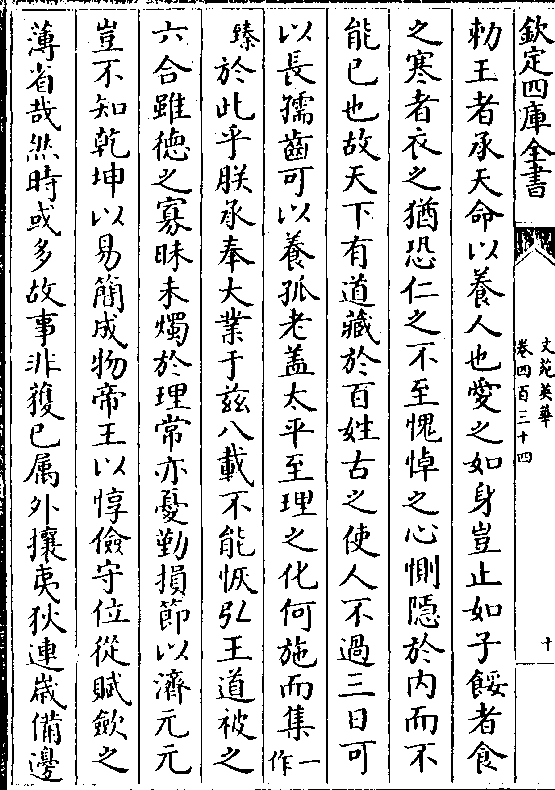 欽定四庫全書
文苑英華
卷四百三十四
十
勅王者承天命以養人也愛之如身豈止如子餒者食
之寒者衣之猶恐仁之不至愧悼之心惻隱於内而不
能已也故天下有道藏於百姓古之使人不過三日可
以長孺齒可以養孤老盖太平至理之化何施而集一作
臻於此乎朕承奉大業于兹八載不能恢弘王道被之
六合雖德之寡昧未燭於理常亦憂勤損節以濟元元
豈不知乾坤以易簡成物帝王以惇儉守位從賦歛之
薄省哉然時或多故事非獲已属外攘夷狄連歳備邊